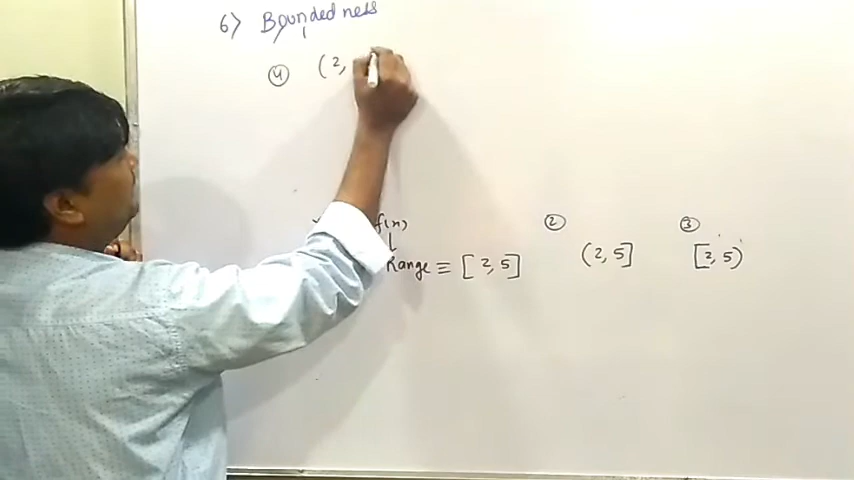 6) Boundedness
④ (2,
f(x) ② ③
Range ≡ [2, 5] (2, 5] [2, 5)